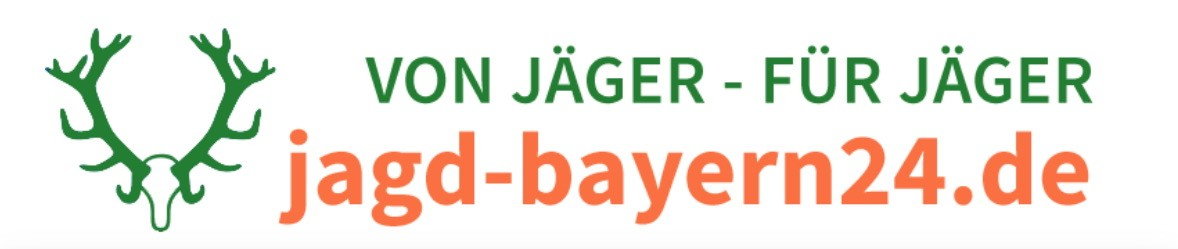 VON JÄGER - FÜR JÄGER
jagd-bayern24.de